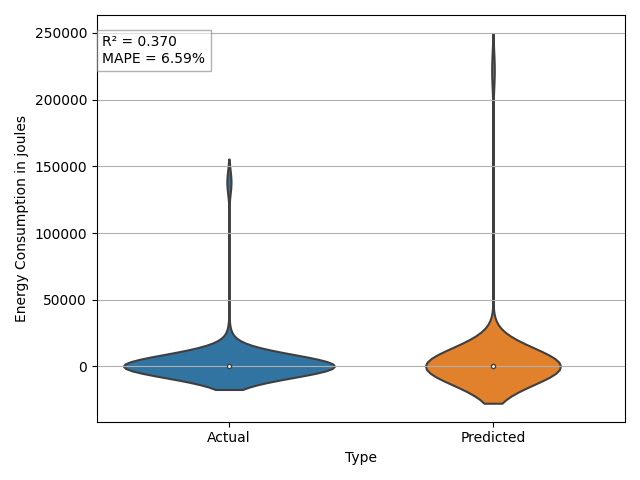 R² = 0.370
MAPE = 6.59%
250000
200000
150000
100000
50000
0
Energy Consumption in joules
Actual
Predicted
Type